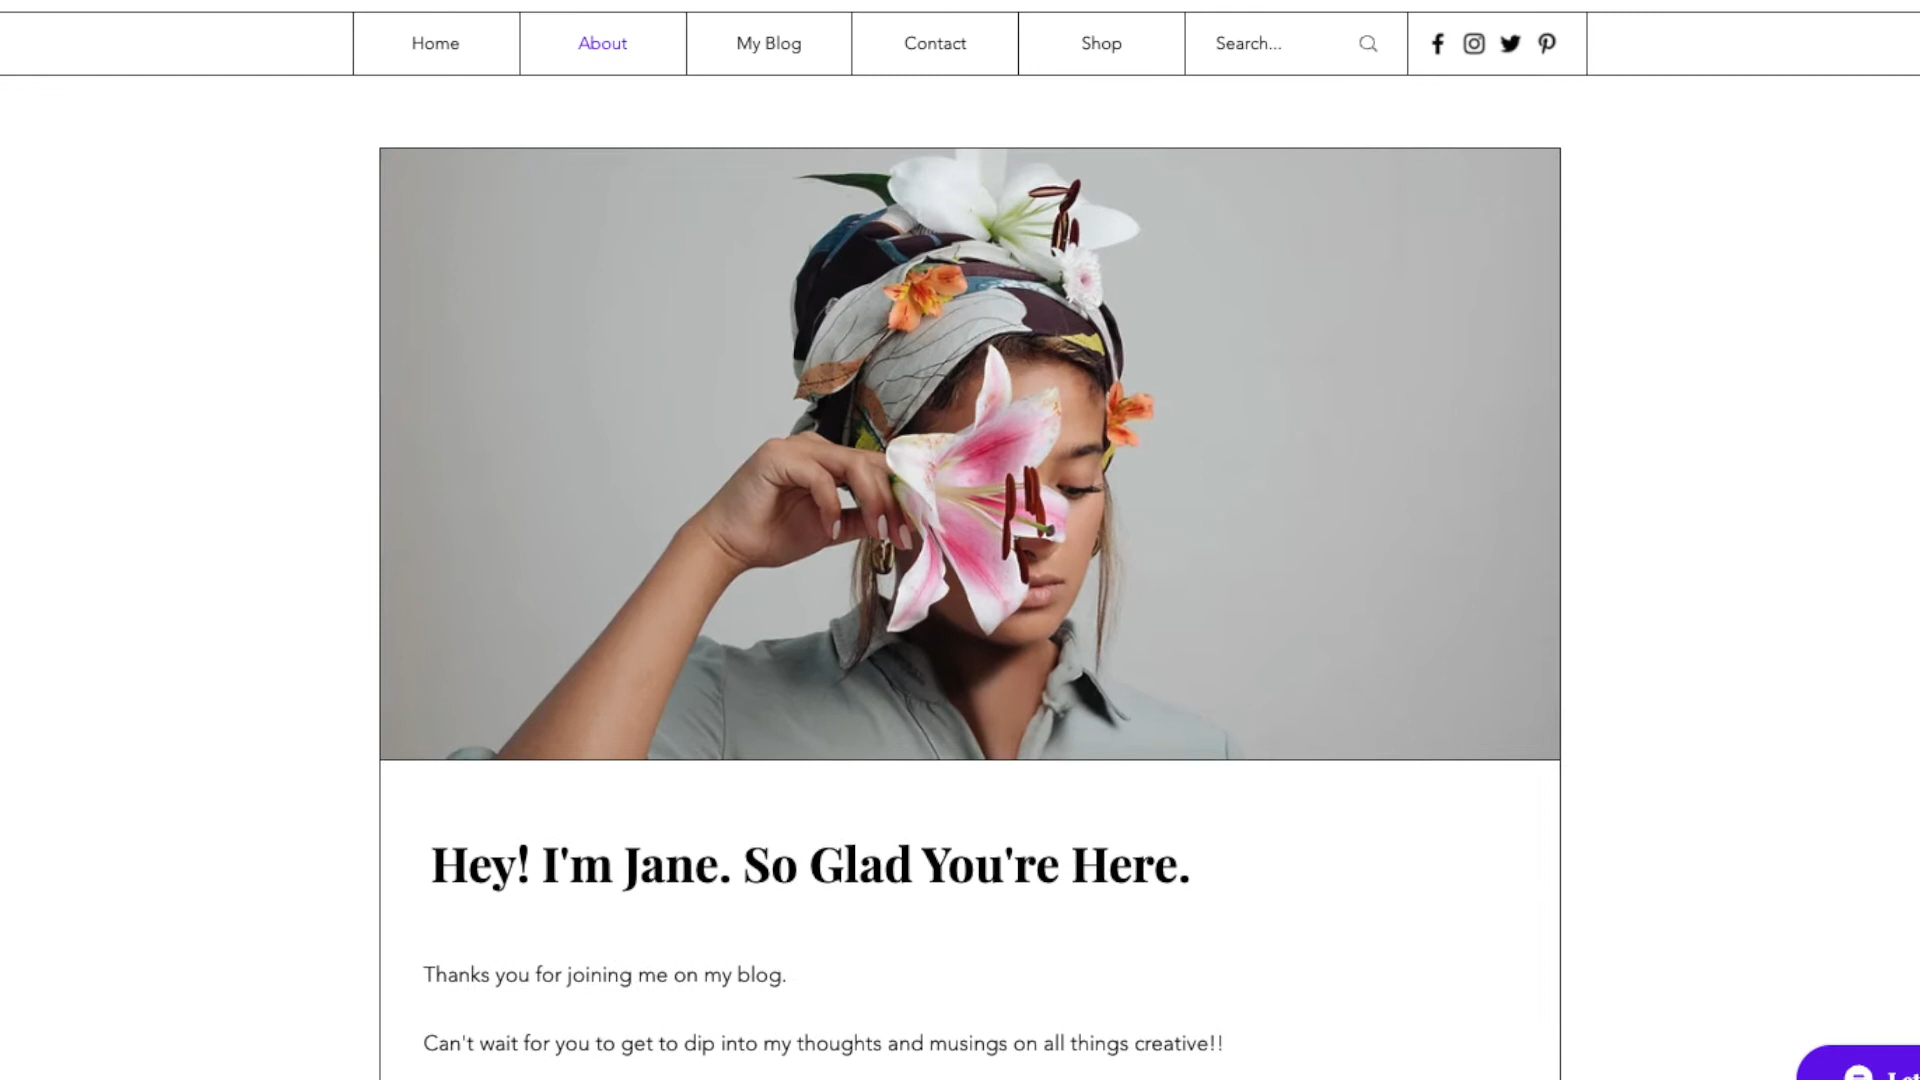 Home
About
My Blog
Contact
Shop
Search...
Hey! I'm Jane. So Glad You're Here.
Thanks you for joining me on my blog.
Can't wait for you to get to dip into my thoughts and musings on all things creative!!